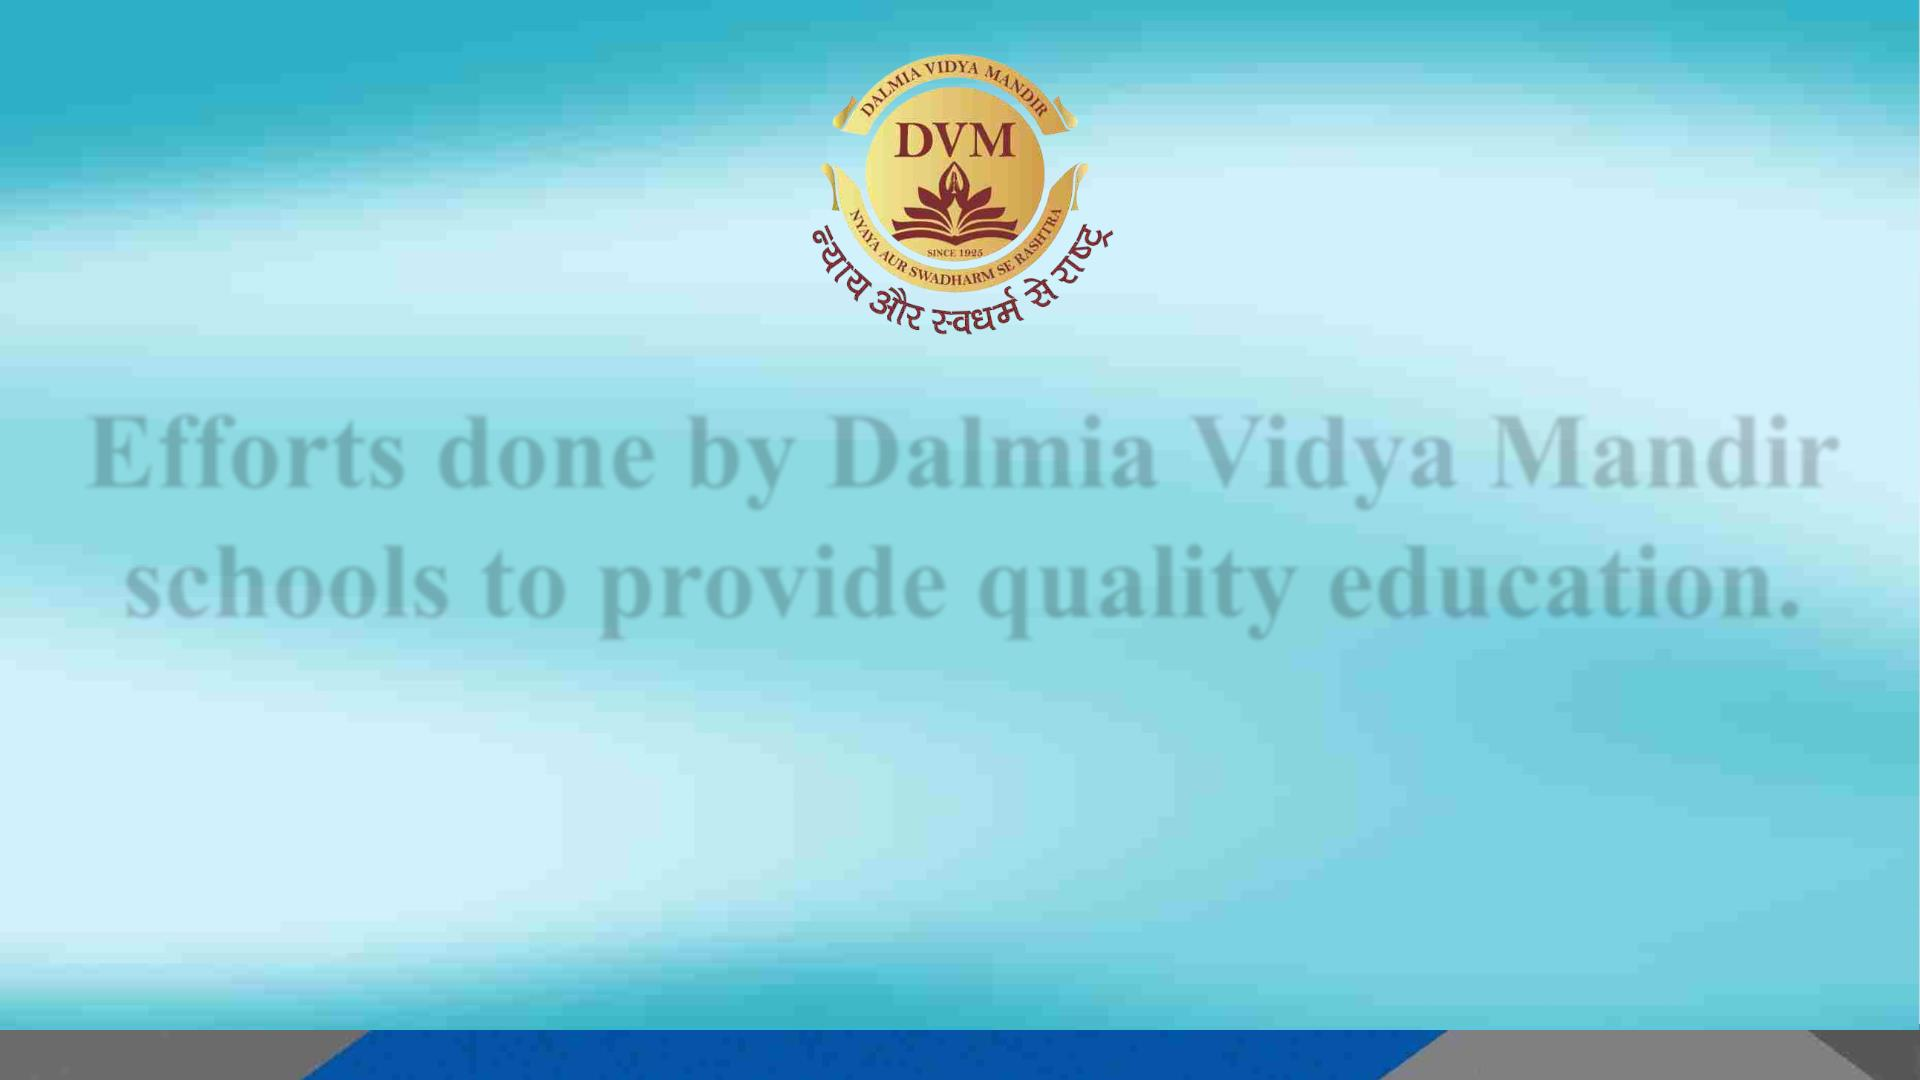 DALMIA VIDYA MANDIR
DVM
SINCE 1925
NYAYA AUR SWADHARM SE RASHTRA
न्याय और स्वधर्म से राष्ट्र
Efforts done by Dalmia Vidya Mandir
schools to provide quality education.